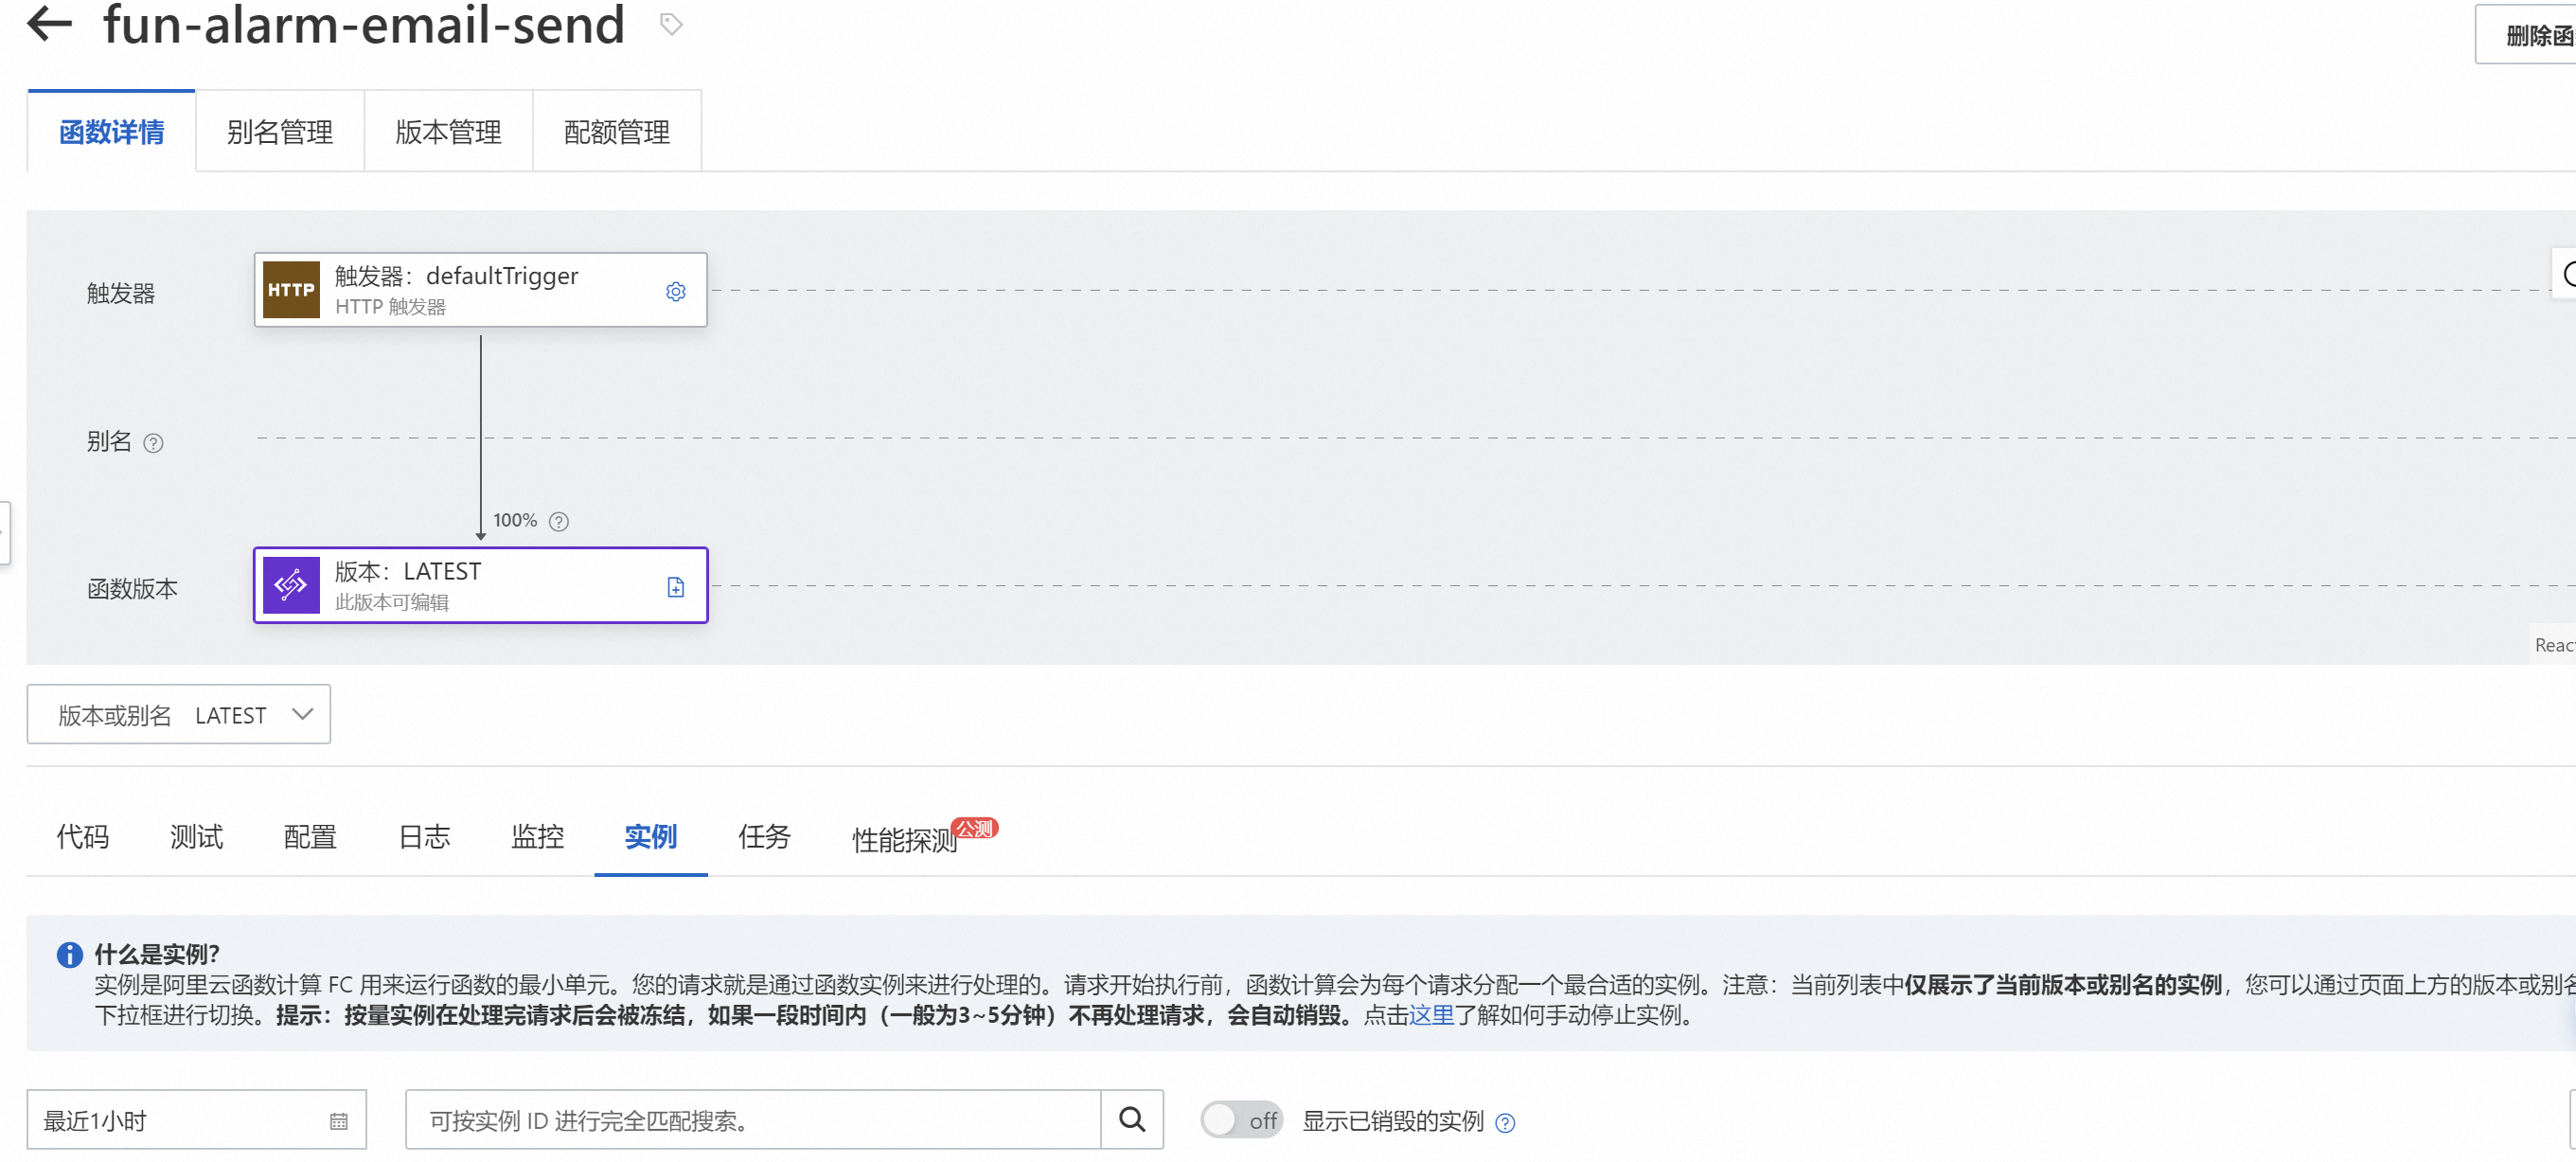 fun-alarm-email-send
删除函
函数详情 别名管理 版本管理 配额管理
触发器
HTTP
触发器：defaultTrigger
HTTP 触发器
别名
100%
函数版本
版本：LATEST
此版本可编辑
React
版本或别名 LATEST
代码 测试 配置 日志 监控 实例 任务 性能探测 公测
什么是实例？
实例是阿里云函数计算 FC 用来运行函数的最小单元。您的请求就是通过函数实例来进行处理的。请求开始执行前，函数计算会为每个请求分配一个最合适的实例。注意：当前列表中仅展示了当前版本或别名的实例，您可以通过页面上方的版本或别名
下拉框进行切换。提示：按量实例在处理完请求后会被冻结，如果一段时间内（一般为3~5分钟）不再处理请求，会自动销毁。点击这里了解如何手动停止实例。
最近1小时 可按实例 ID 进行完全匹配搜索。 off 显示已销毁的实例